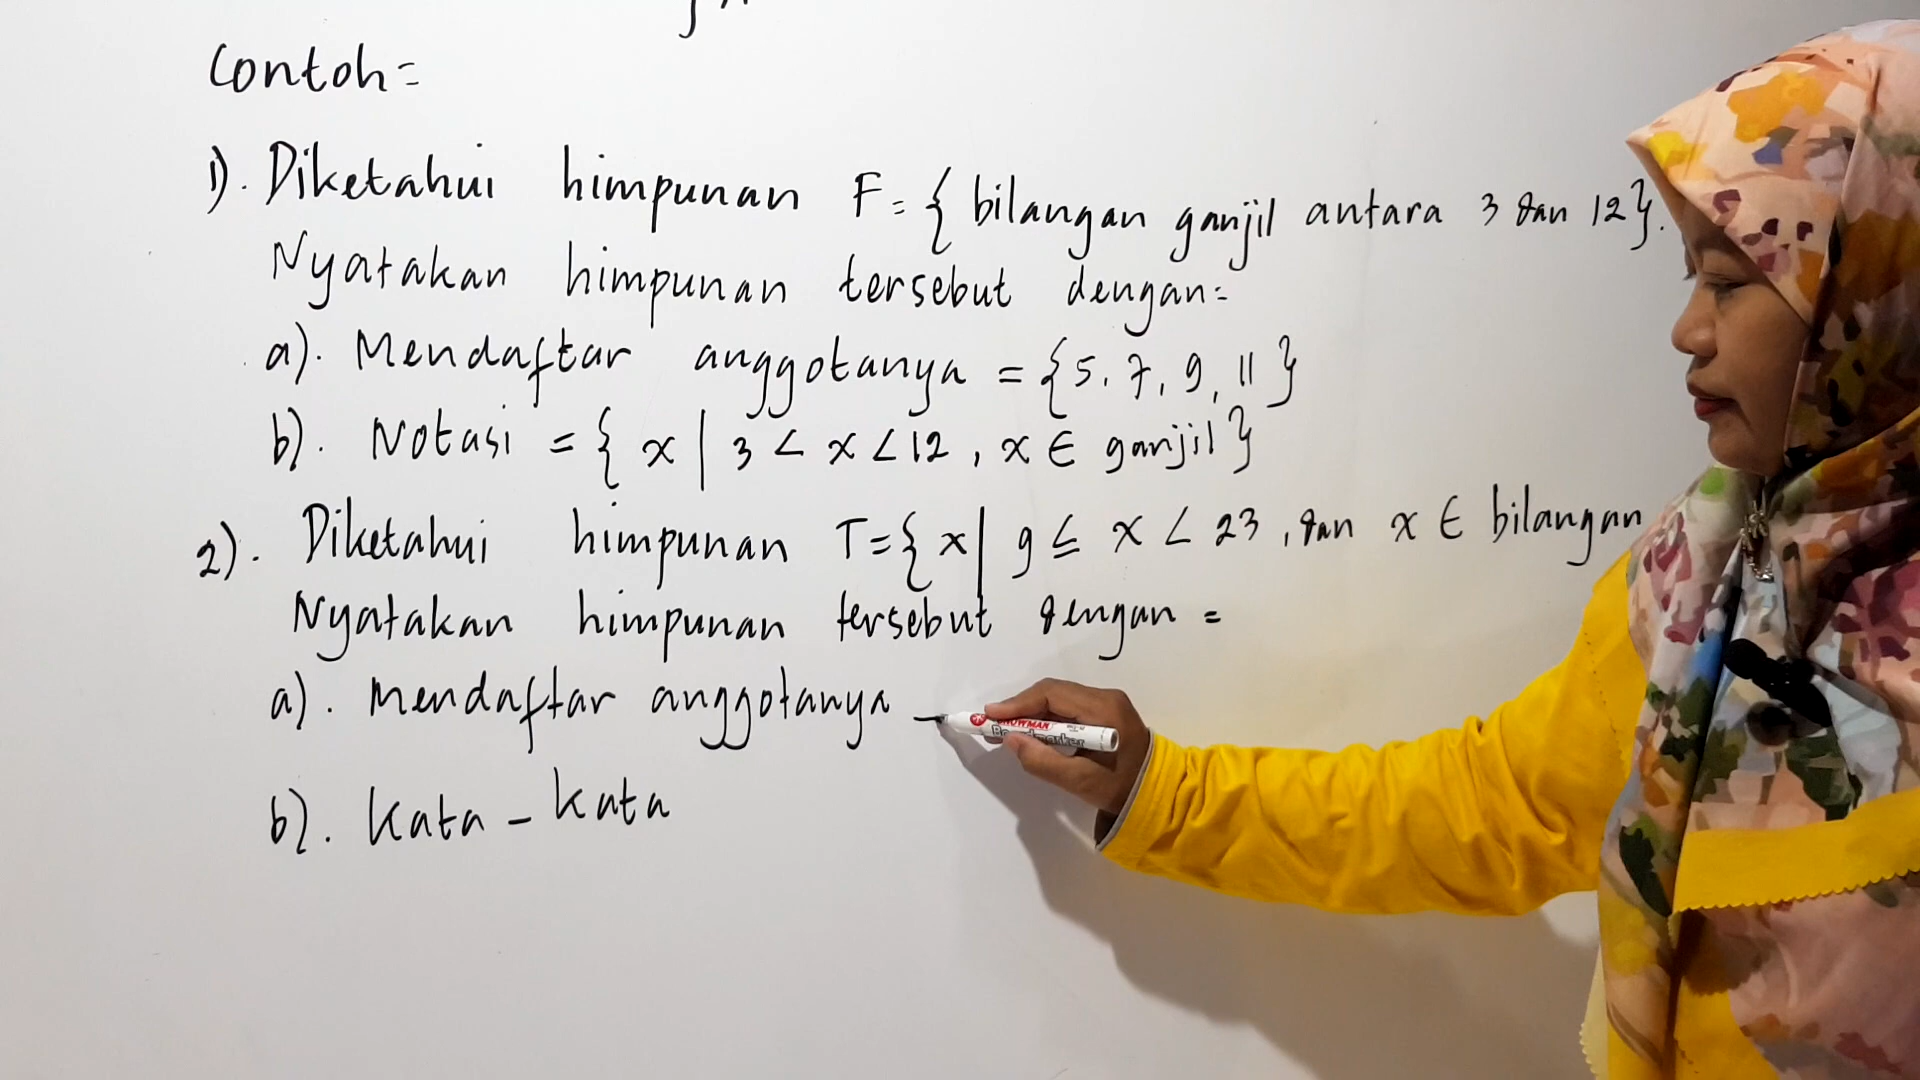 Contoh =
1). Diketahui himpunan F = { bilangan ganjil antara 3 dan 12 }.
Nyatakan himpunan tersebut dengan =
a). Mendaftar anggotanya = {5, 7, 9, 11}
b). Notasi = { x | 3 < x < 12, x ∈ ganjil }
2). Diketahui himpunan T = { x | 9 ≤ x < 23, dan x ∈ bilangan
Nyatakan himpunan tersebut dengan =
a). Mendaftar anggotanya -
SNOWMAN
Boardmarker
b). Kata - kata